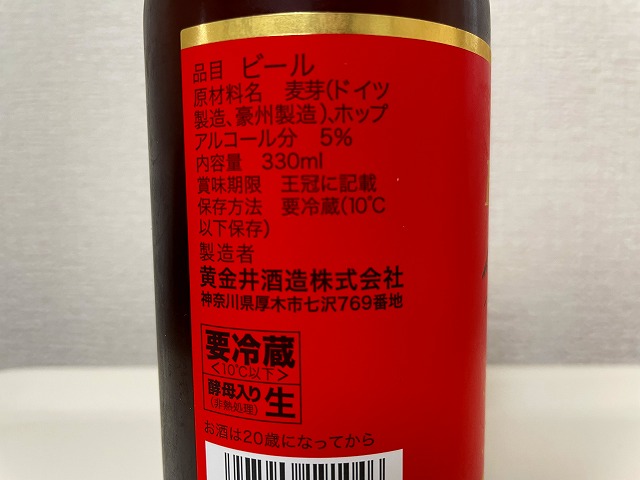 品目　ビール
原材料名　麦芽(ドイツ
製造、豪州製造)、ホップ
アルコール分　5%
内容量　330ml
賞味期限　王冠に記載
保存方法　要冷蔵(10℃
以下保存)
製造者
黄金井酒造株式会社
神奈川県厚木市七沢769番地
要冷蔵
<10℃以下>
酵母入り
(非熱処理)
生
お酒は20歳になってから